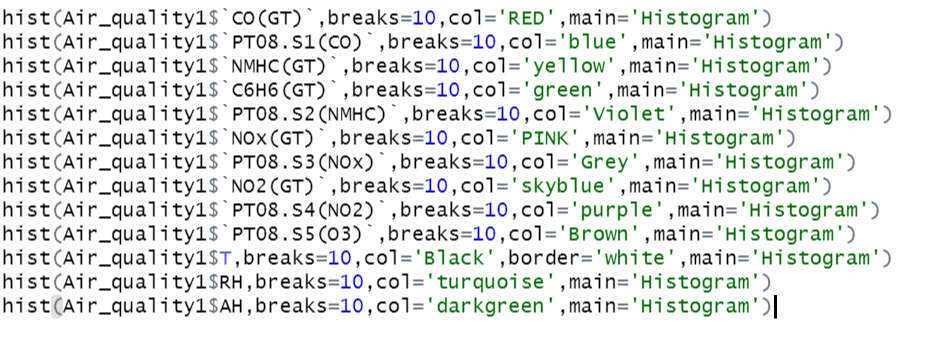 hist(Air_quality1$`CO(GT)`,breaks=10,col='RED',main='Histogram')
hist(Air_quality1$`PT08.S1(CO)`,breaks=10,col='blue',main='Histogram')
hist(Air_quality1$`NMHC(GT)`,breaks=10,col='yellow',main='Histogram')
hist(Air_quality1$`C6H6(GT)`,breaks=10,col='green',main='Histogram')
hist(Air_quality1$`PT08.S2(NMHC)`,breaks=10,col='Violet',main='Histogram')
hist(Air_quality1$`NOx(GT)`,breaks=10,col='PINK',main='Histogram')
hist(Air_quality1$`PT08.S3(NOx)`,breaks=10,col='Grey',main='Histogram')
hist(Air_quality1$`NO2(GT)`,breaks=10,col='skyblue',main='Histogram')
hist(Air_quality1$`PT08.S4(NO2)`,breaks=10,col='purple',main='Histogram')
hist(Air_quality1$`PT08.S5(O3)`,breaks=10,col='Brown',main='Histogram')
hist(Air_quality1$T,breaks=10,col='Black',border='white',main='Histogram')
hist(Air_quality1$RH,breaks=10,col='turquoise',main='Histogram')
hist(Air_quality1$AH,breaks=10,col='darkgreen',main='Histogram')